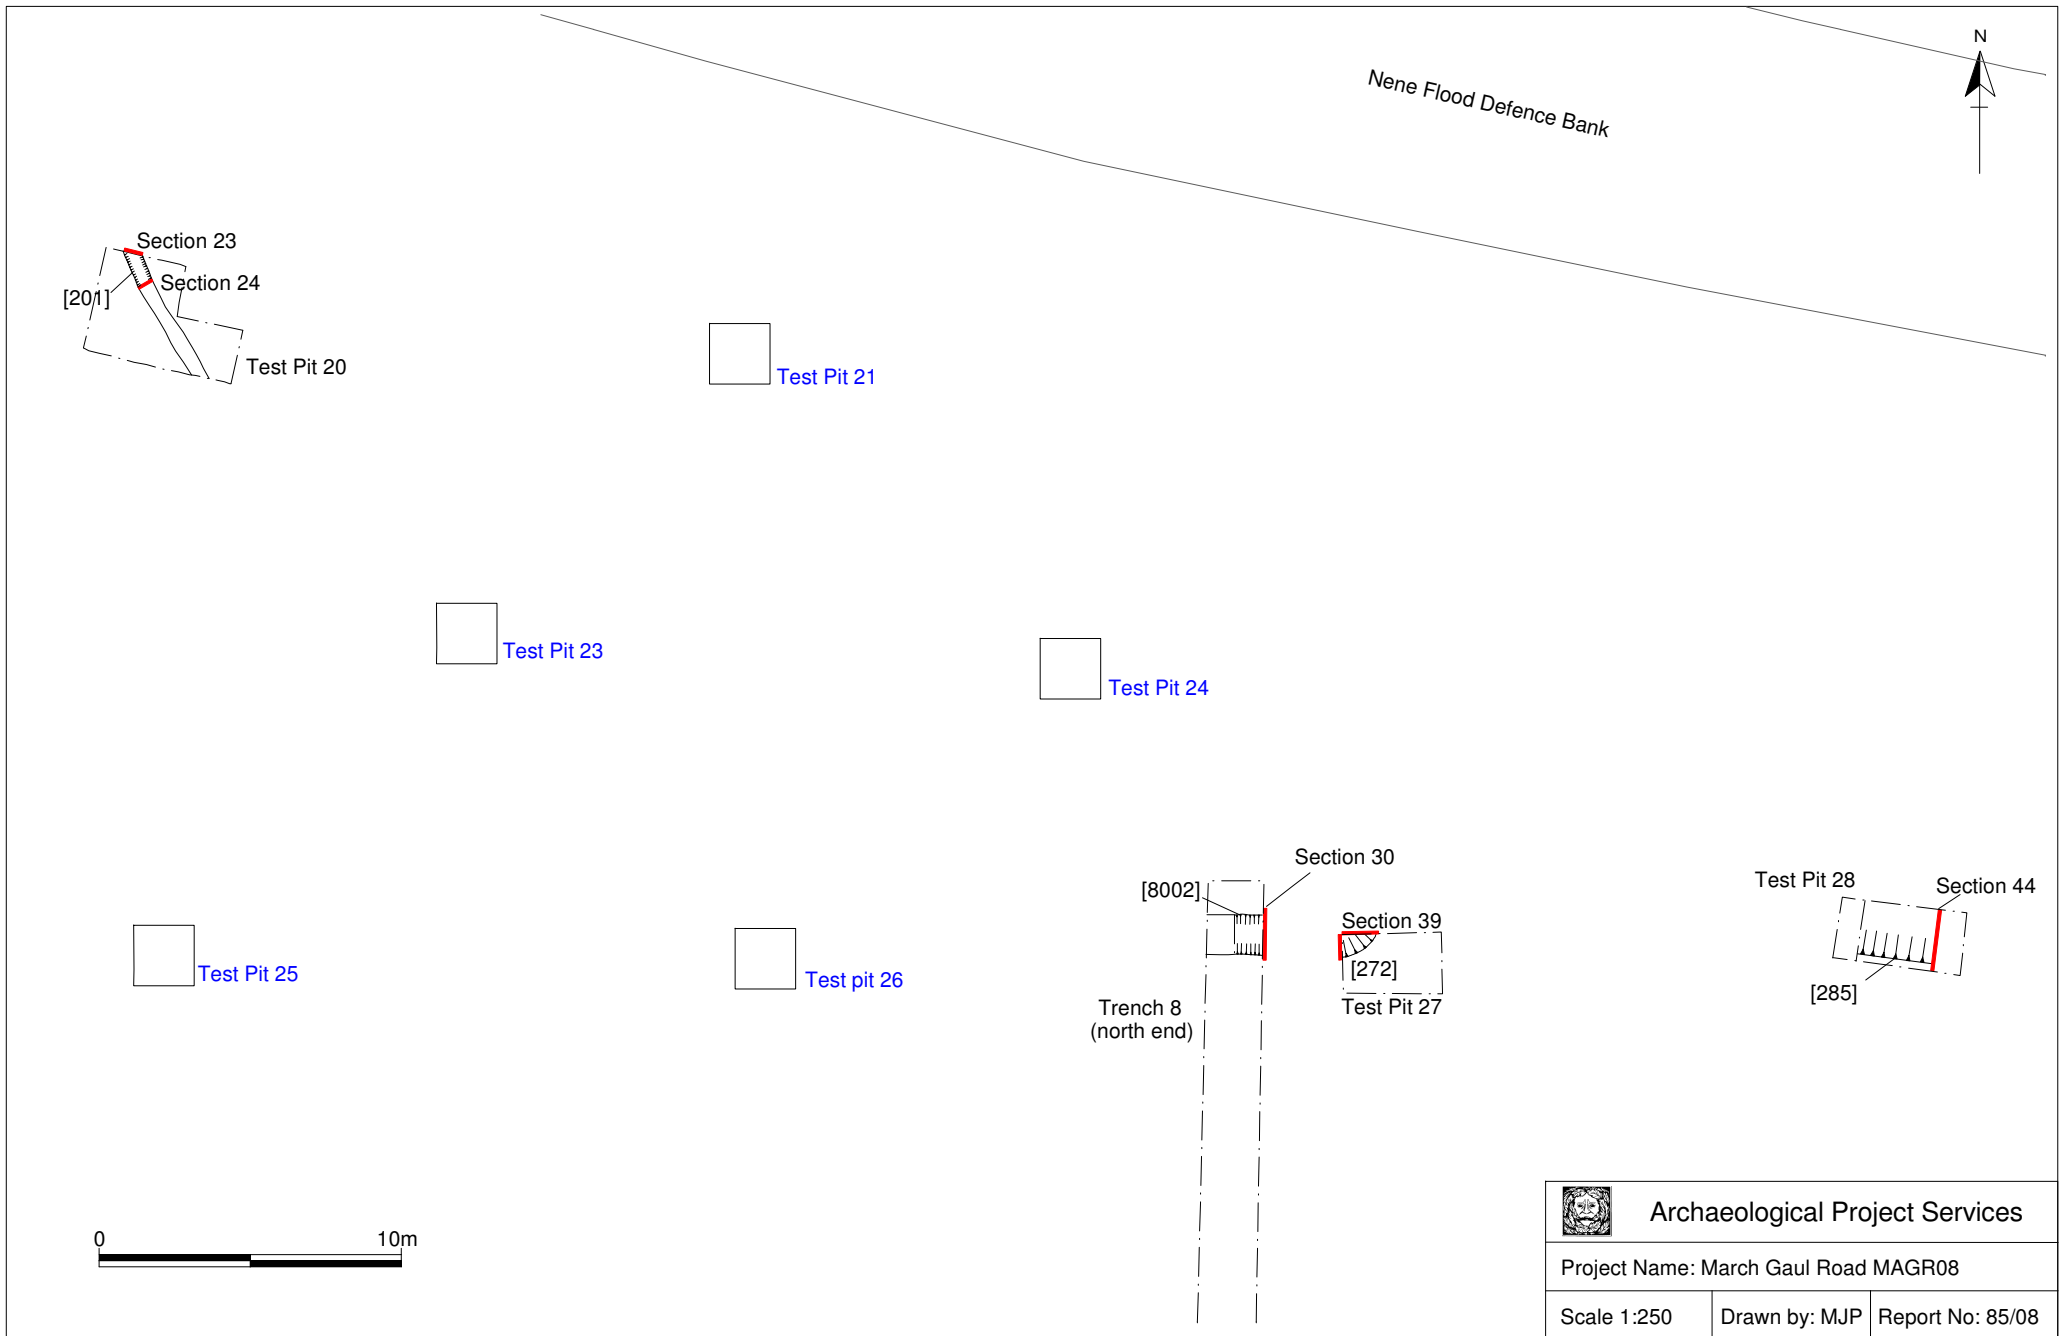 N
Nene Flood Defence Bank
Section 23
Section 24
[201]
Test Pit 20
Test Pit 21
Test Pit 23
Test Pit 24
Section 30
[8002]
Test Pit 28
Section 44
Section 39
[272]
Test Pit 25
Test pit 26
[285]
Trench 8
(north end)
Test Pit 27
0 10m
Archaeological Project Services
Project Name: March Gaul Road MAGR08
Scale 1:250 Drawn by: MJP Report No: 85/08